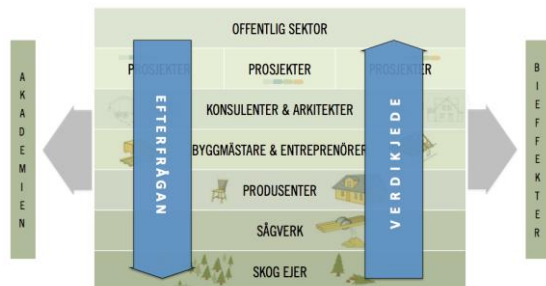 OFFENTLIG SEKTOR
PROSJEKTER PROSJEKTER PROSJEKTER
KONSULENTER & ARKITEKTER
BYGGMÄSTARE & ENTREPRENÖRER
PRODUSENTER
SÅGVERK
SKOG EJER
EFTERFRÅGAN
VERDIKJEDE
AKADEMIEN
BIEFFEKTER